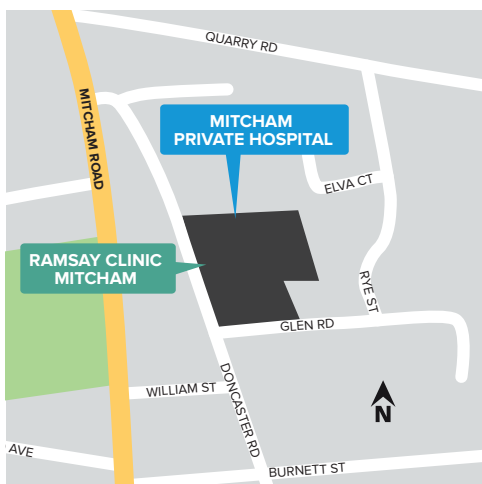 QUARRY RD
MITCHAM ROAD
MITCHAM
PRIVATE HOSPITAL
ELVA CT
RAMSAY CLINIC
MITCHAM
RYE ST
GLEN RD
WILLIAM ST
DONCASTER RD
N
AVE
BURNETT ST